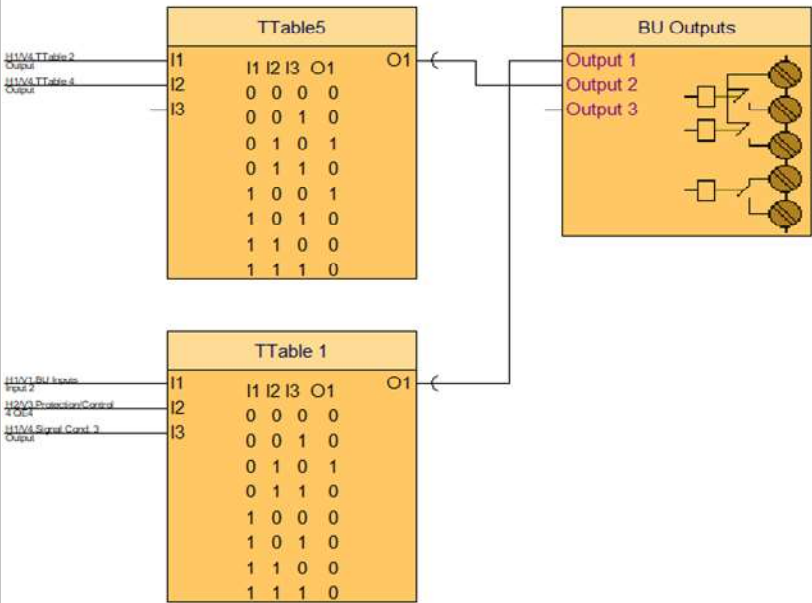 TTable5
BU Outputs
H1/V4.TTable 2
Output
I1
O1
Output 1
H1/V4.TTable 4
Output
I2
Output 2
I3
Output 3
I1 I2 I3 O1
0 0 0 0
0 0 1 0
0 1 0 1
0 1 1 0
1 0 0 1
1 0 1 0
1 1 0 0
1 1 1 0
TTable 1
H1/V1.BU Inputs
Input 2
I1
O1
H2/V3.Protection/Control
4 OE4
I2
H1/V4.Signal Cond. 3
Output
I3
I1 I2 I3 O1
0 0 0 0
0 0 1 0
0 1 0 1
0 1 1 0
1 0 0 0
1 0 1 0
1 1 0 0
1 1 1 0